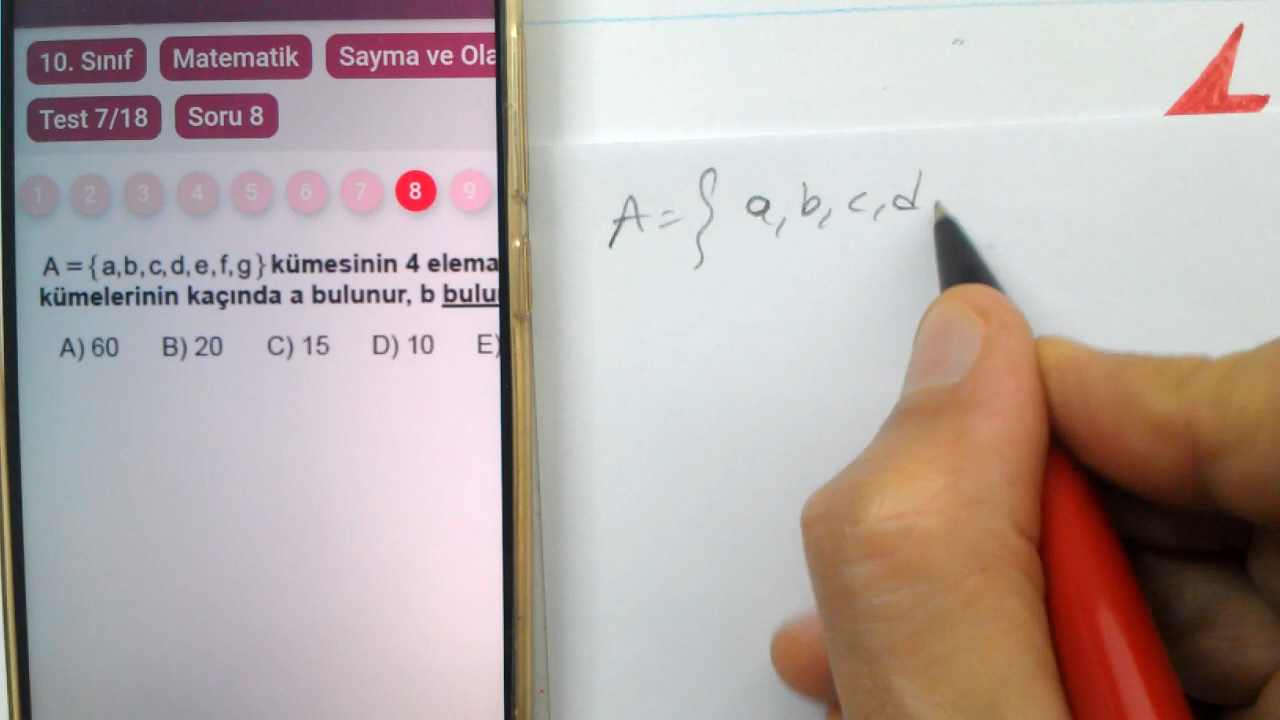 10. Sınıf Matematik Sayma ve Ola
Test 7/18 Soru 8
1 2 3 4 5 6 7 8 9
A = {a,b,c,d,e,f,g} kümesinin 4 elema
kümelerinin kaçında a bulunur, b bulu
A) 60 B) 20 C) 15 D) 10 E)
A = { a, b, c, d